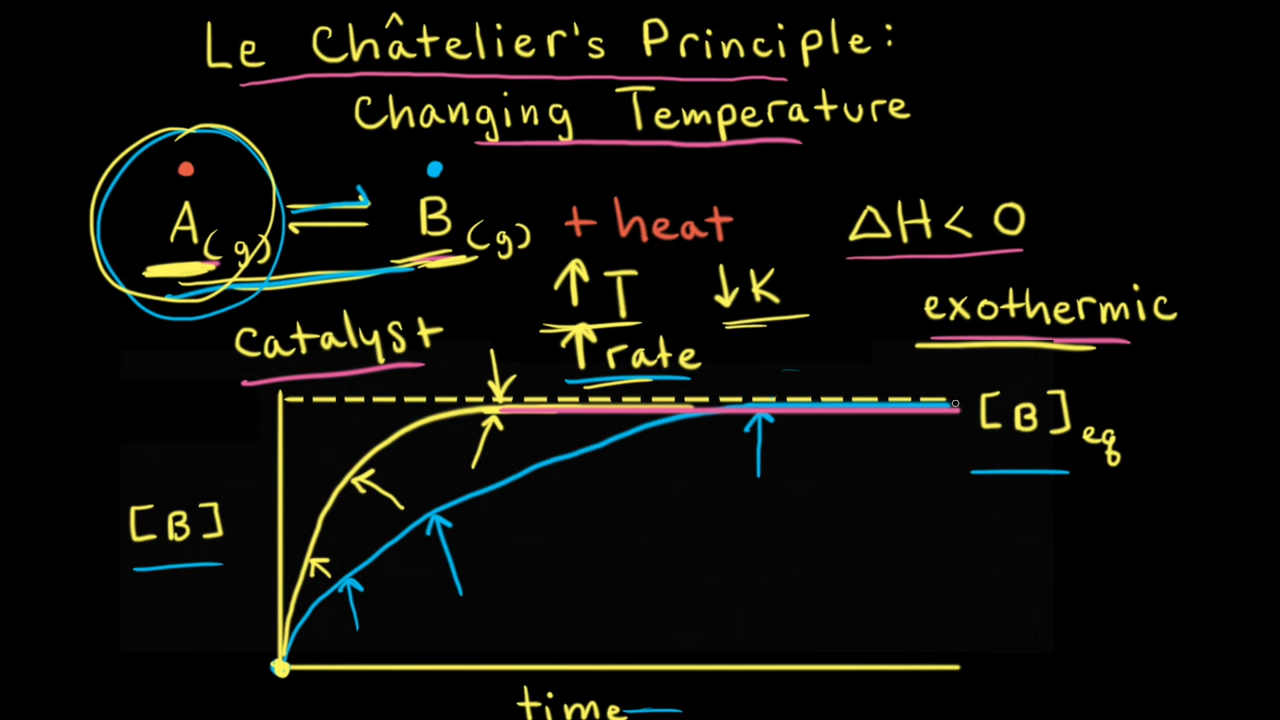 Le Châtelier's Principle:
Changing Temperature
A(g) ⇌ B(g) + heat ΔH < 0
↑ T ↓ K
exothermic
catalyst ↑ rate
[B]eq
[B]
time